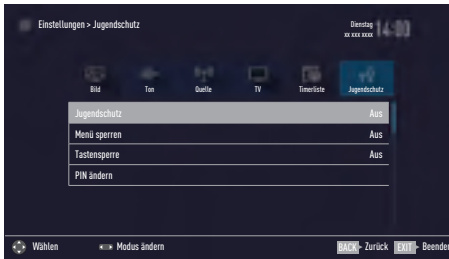 Einstellungen > Jugendschutz
Dienstag
xx xxx xxxx 14:00
Bild Ton Quelle TV Timerliste Jugendschutz
Jugendschutz Aus
Menü sperren Aus
Tastensperre Aus
PIN ändern
Wählen Modus ändern BACK Zurück EXIT Beenden